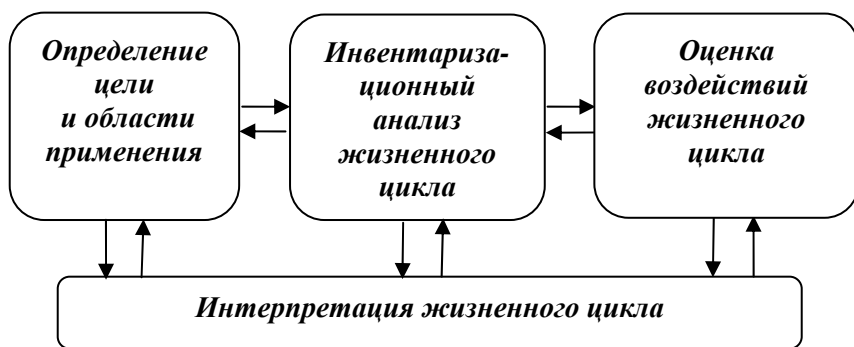 Определение
цели
и области
применения
Инвентариза-
ционный
анализ
жизненного
цикла
Оценка
воздействий
жизненного
цикла
Интерпретация жизненного цикла